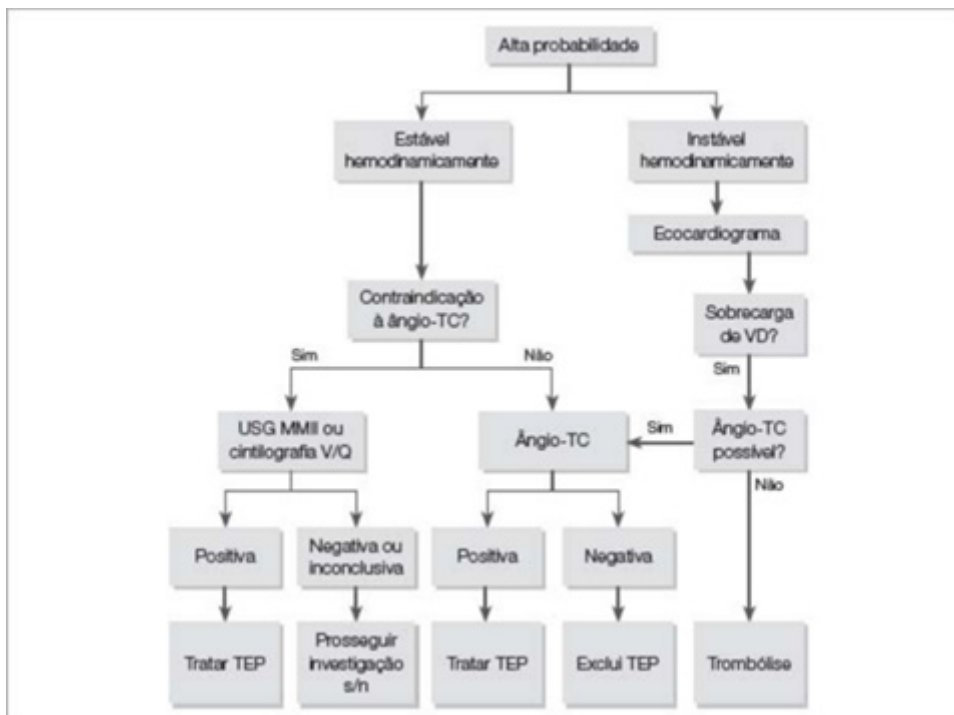 Alta probabilidade
Estável
hemodinamicamente
Instável
hemodinamicamente
Ecocardiograma
Contraindicação
à ângio-TC?
Sobrecarga
de VD?
Sim
Não
Sim
USG MMII ou
cintilografia V/Q
Ângio-TC
Sim
Ângio-TC
possível?
Não
Positiva
Negativa ou
inconclusiva
Positiva
Negativa
Tratar TEP
Prosseguir
investigação
s/n
Tratar TEP
Exclui TEP
Trombólise